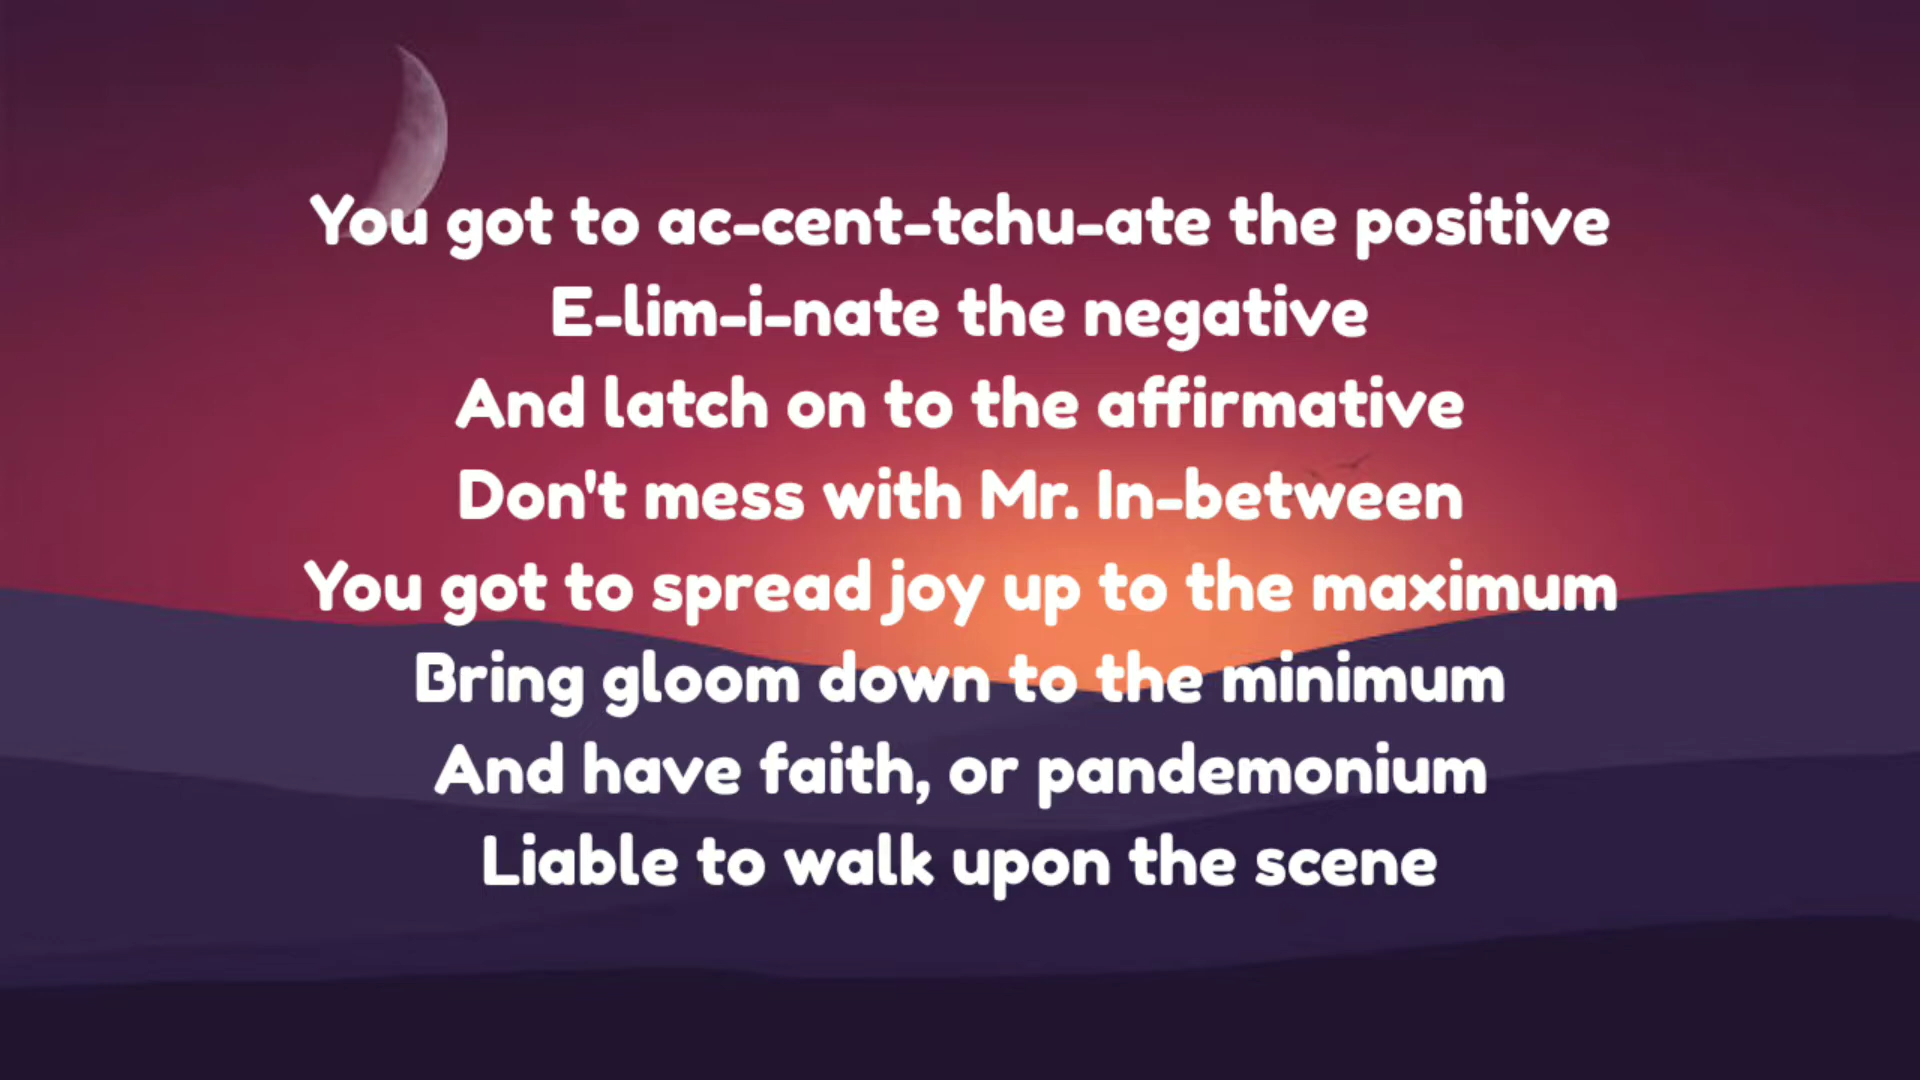 You got to ac-cent-tchu-ate the positive
E-lim-i-nate the negative
And latch on to the affirmative
Don't mess with Mr. In-between
You got to spread joy up to the maximum
Bring gloom down to the minimum
And have faith, or pandemonium
Liable to walk upon the scene